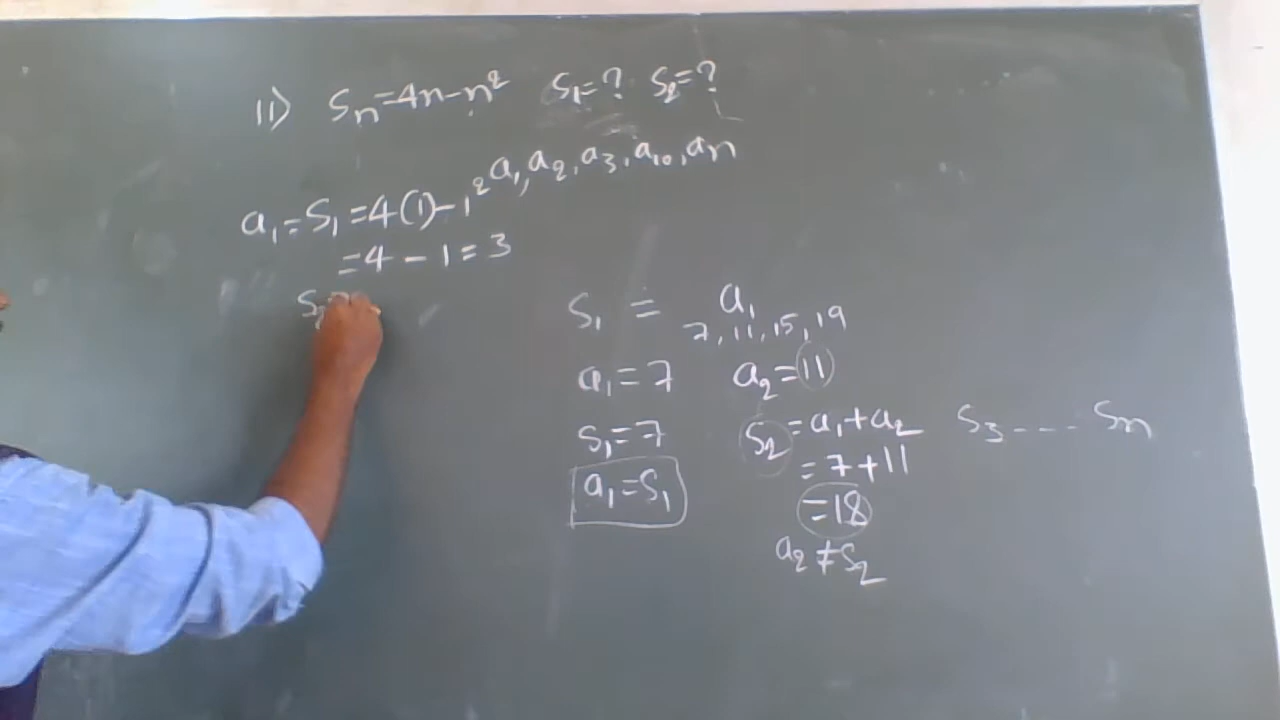 11) Sn=4n-n² S₁=? S₂=?
a₁, a₂, a₃, a₁₀, an
a₁=S₁=4(1)-1²
=4-1=3
S₂=
S₁ = a₁
7, 11, 15, 19
a₁=7 a₂=11
S₁=7 S₂=a₁+a₂ S₃---- Sn
=7+11
a₁=S₁ =18
a₂≠S₂